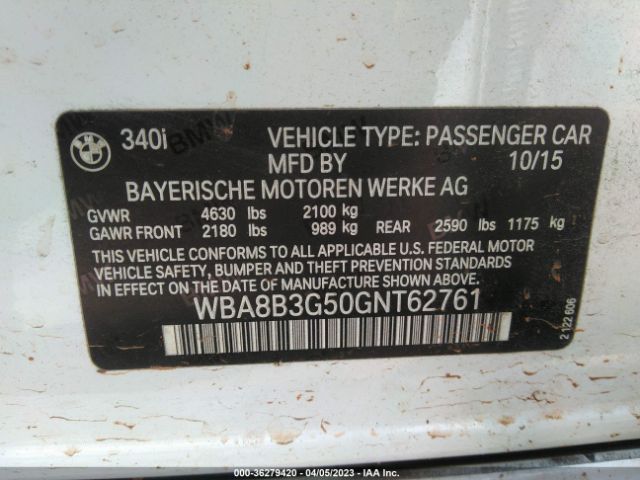 340i VEHICLE TYPE: PASSENGER CAR
MFD BY 10/15
BAYERISCHE MOTOREN WERKE AG
GVWR 4630 lbs 2100 kg
GAWR FRONT 2180 lbs 989 kg REAR 2590 lbs 1175 kg
THIS VEHICLE CONFORMS TO ALL APPLICABLE U.S. FEDERAL MOTOR
VEHICLE SAFETY, BUMPER AND THEFT PREVENTION STANDARDS
IN EFFECT ON THE DATE OF MANUFACTURE SHOWN ABOVE.
WBA8B3G50GNT62761
2 122 606
000-36279420 - 04/05/2023 - IAA Inc.